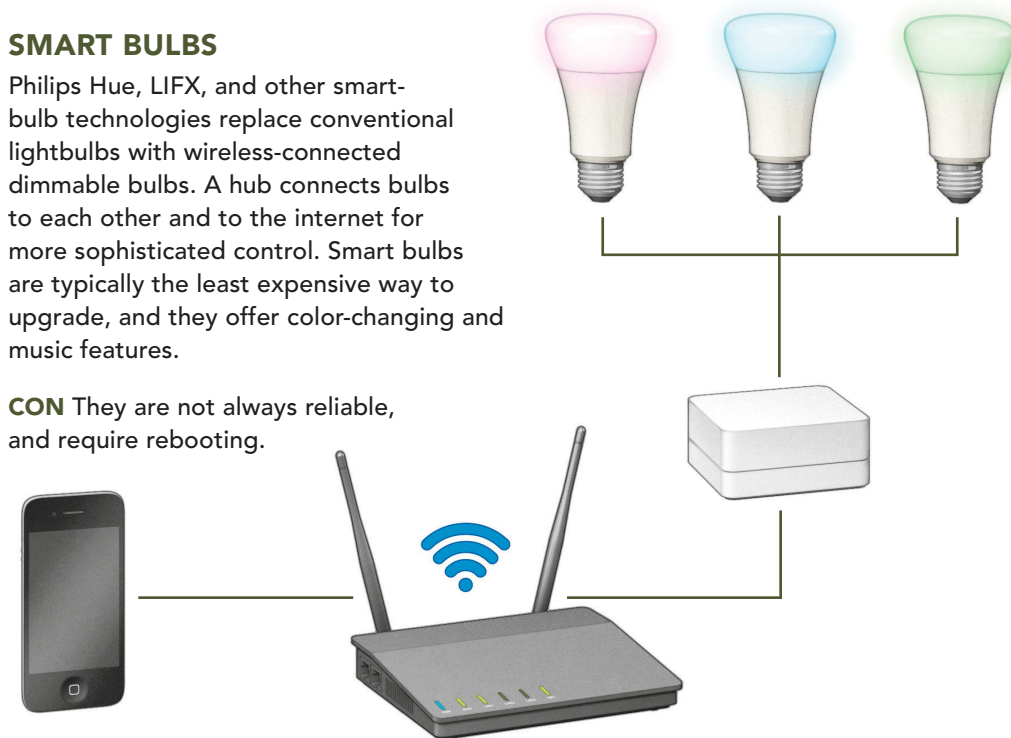 SMART BULBS
Philips Hue, LIFX, and other smart-
bulb technologies replace conventional
lightbulbs with wireless-connected
dimmable bulbs. A hub connects bulbs
to each other and to the internet for
more sophisticated control. Smart bulbs
are typically the least expensive way to
upgrade, and they offer color-changing and
music features.
CON They are not always reliable,
and require rebooting.